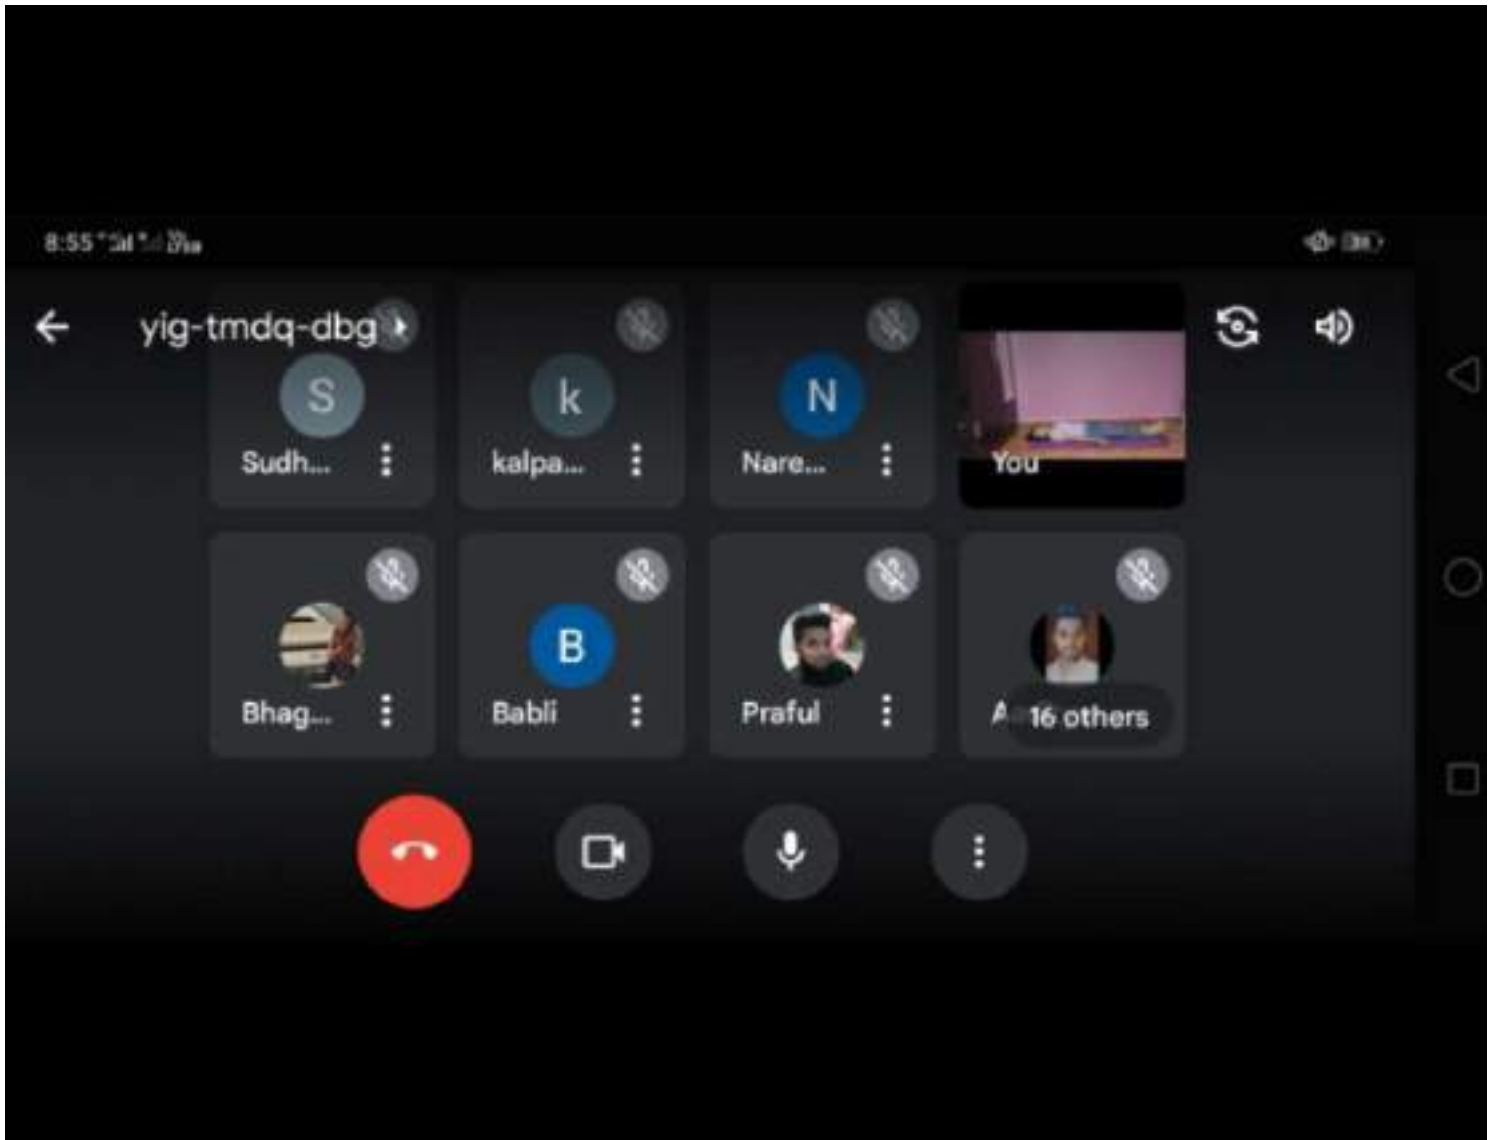 8:55
yig-tmdq-dbg
S
k
N
Sudh...
kalpa...
Nare...
You
B
Bhag...
Babli
Praful
A
16 others